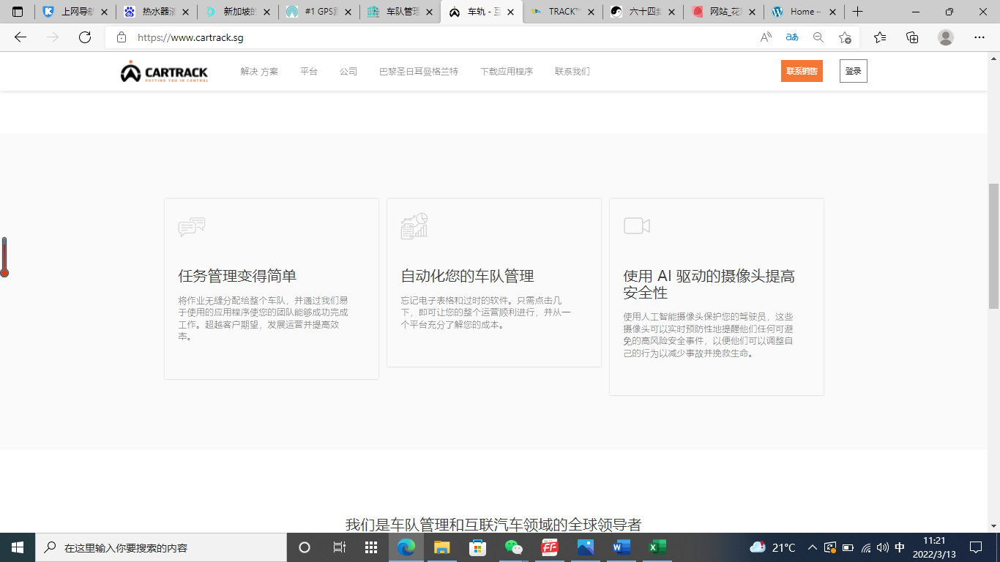 上网导航
热水器清
新加坡的
#1 GPS跟
车队管理
车轨 - 互
TRACK™
六十四卦
网站_花瓣
Home –
https://www.cartrack.sg
CARTRACK
PUTTING YOU IN CONTROL
解决 方案
平台
公司
巴黎圣日耳曼格兰特
下载应用程序
联系我们
联系销售
登录
任务管理变得简单
将作业无缝分配给整个车队，并通过我们易
于使用的应用程序使您的团队能够成功完成
工作。超越客户期望，发展运营并提高效
率。
自动化您的车队管理
忘记电子表格和过时的软件。只需点击几
下，即可让您的整个运营顺利进行，并从一
个平台充分了解您的成本。
使用 AI 驱动的摄像头提高
安全性
使用人工智能摄像头保护您的驾驶员，这些
摄像头可以实时预防性地提醒他们任何可避
免的高风险安全事件，以便他们可以调整自
己的行为以减少事故并挽救生命。
我们是车队管理和互联汽车领域的全球领导者
在这里输入你要搜索的内容
21°C
中
11:21
2022/3/13